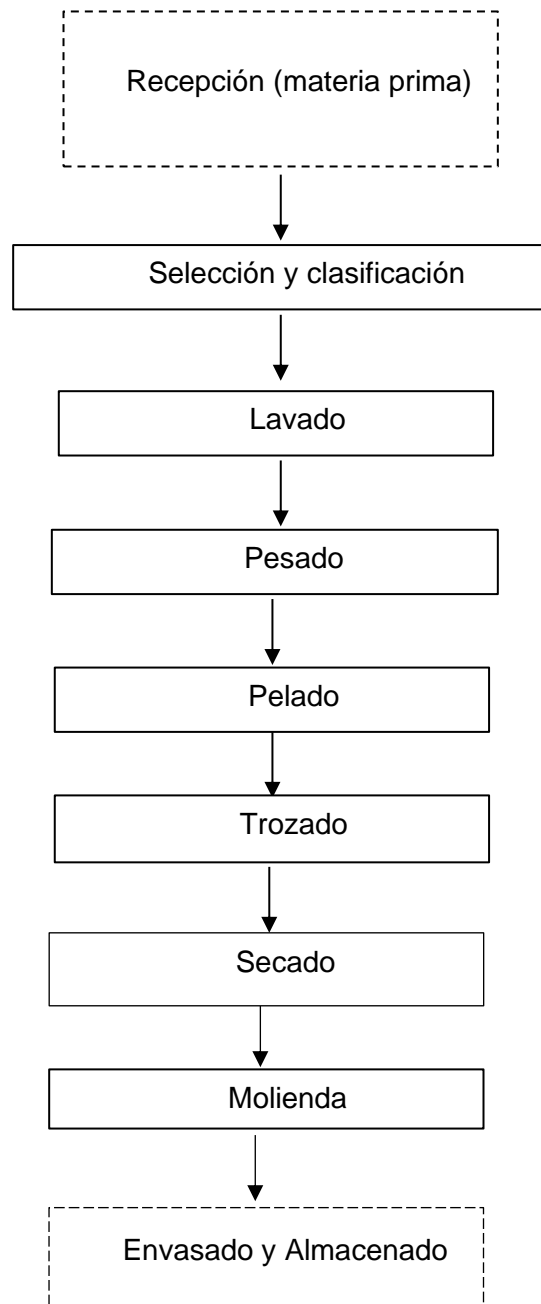 Recepción (materia prima)
Selección y clasificación
Lavado
Pesado
Pelado
Trozado
Secado
Molienda
Envasado y Almacenado